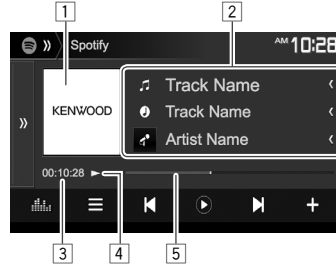 1 2
Spotify AM 10:28
KENWOOD
Track Name
Track Name
Artist Name
00:10:28
3 4 5